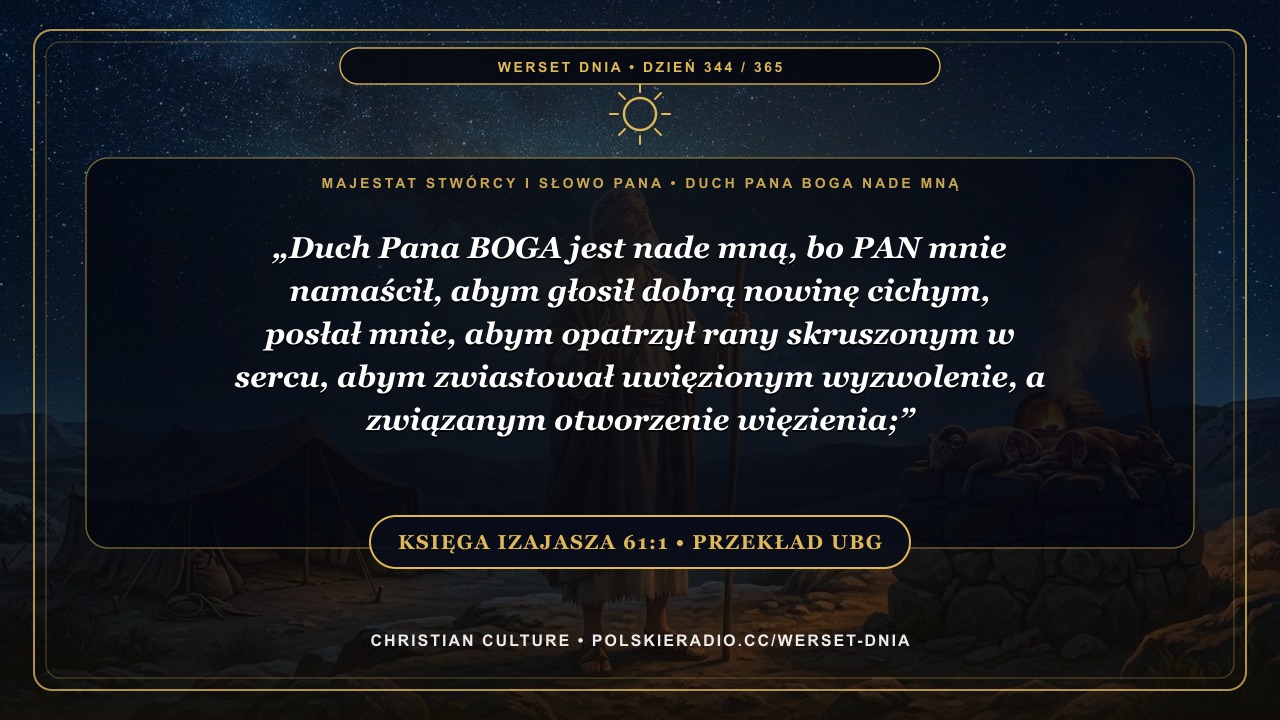 WERSET DNIA • DZIEŃ 344 / 365
MAJESTAT STWÓRCY I SŁOWO PANA • DUCH PANA BOGA NADE MNĄ
„Duch Pana BOGA jest nade mną, bo PAN mnie
namaścił, abym głosił dobrą nowinę cichym,
posłał mnie, abym opatrzył rany skruszonym w
sercu, abym zwiastował uwięzionym wyzwolenie, a
związanym otworzenie więzienia;”
KSIĘGA IZAJASZA 61:1 • PRZEKŁAD UBG
CHRISTIAN CULTURE • POLSKIERADIO.CC/WERSET-DNIA